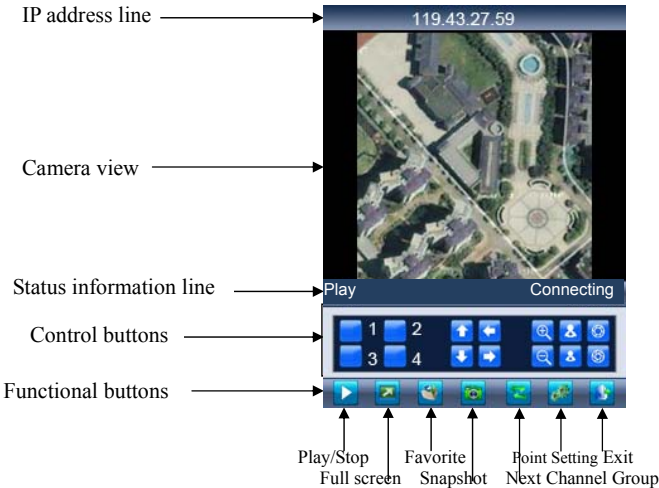 IP address line
119.43.27.59
Camera view
Status information line
Play Connecting
Control buttons
1 2
3 4
Functional buttons
Play/Stop Favorite Point Setting Exit
Full screen Snapshot Next Channel Group